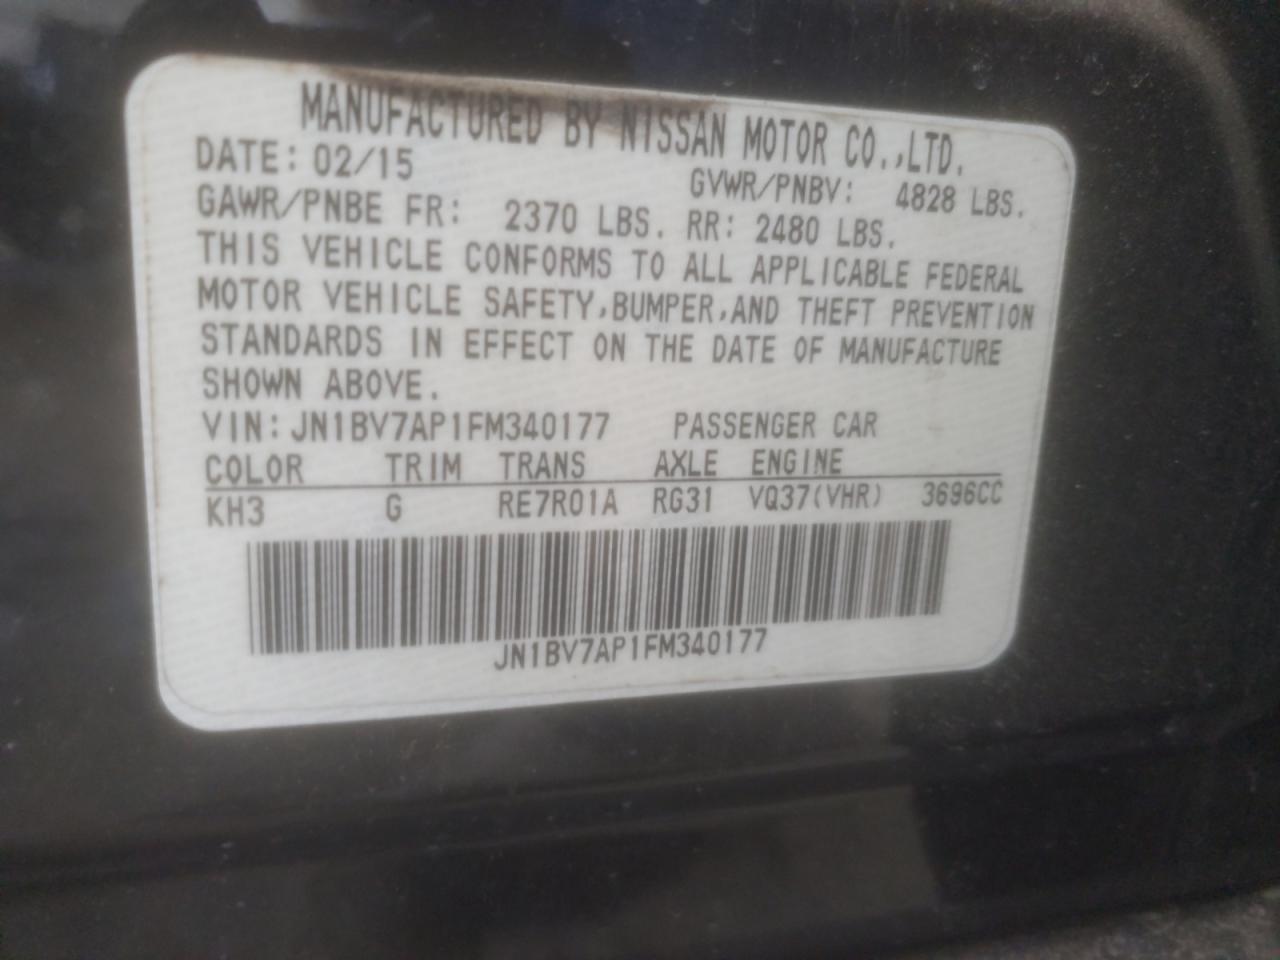 MANUFACTURED BY NISSAN MOTOR CO.,LTD.
DATE: 02/15 GVWR/PNBV: 4828 LBS.
GAWR/PNBE FR: 2370 LBS. RR: 2480 LBS.
THIS VEHICLE CONFORMS TO ALL APPLICABLE FEDERAL
MOTOR VEHICLE SAFETY,BUMPER,AND THEFT PREVENTION
STANDARDS IN EFFECT ON THE DATE OF MANUFACTURE
SHOWN ABOVE.
VIN: JN1BV7AP1FM340177 PASSENGER CAR
COLOR TRIM TRANS AXLE ENGINE
KH3 G RE7R01A RG31 VQ37(VHR) 3696CC
JN1BV7AP1FM340177